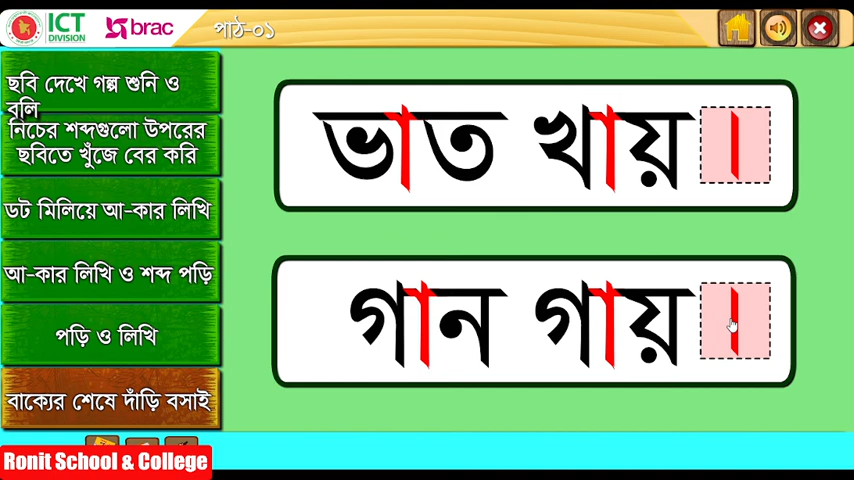 ICT
DIVISION
brac
পাঠ-০১
ছবি দেখে গল্প শুনি ও
বলি
নিচের শব্দগুলো উপরের
ছবিতে খুঁজে বের করি
ডট মিলিয়ে আ-কার লিখি
আ-কার লিখি ও শব্দ পড়ি
পড়ি ও লিখি
বাক্যের শেষে দাঁড়ি বসাই
ভাত খায়।
গান গায়।
Ronit School & College